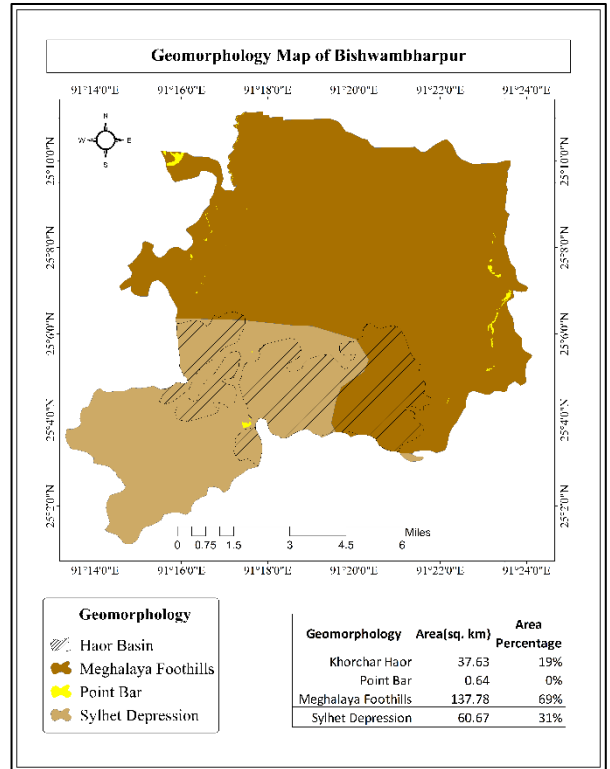 Geomorphology Map of Bishwambharpur
91°14'0"E 91°16'0"E 91°18'0"E 91°20'0"E 91°22'0"E 91°24'0"E
N
W E
S
25°10'0"N 25°10'0"N
25°8'0"N 25°8'0"N
25°6'0"N 25°6'0"N
25°4'0"N 25°4'0"N
25°2'0"N 25°2'0"N
Miles
0 0.75 1.5 3 4.5 6
91°14'0"E 91°16'0"E 91°18'0"E 91°20'0"E 91°22'0"E 91°24'0"E
Geomorphology
Haor Basin
Meghalaya Foothills
Point Bar
Sylhet Depression
Geomorphology Area(sq. km) Area Percentage
Khorchar Haor 37.63 19%
Point Bar 0.64 0%
Meghalaya Foothills 137.78 69%
Sylhet Depression 60.67 31%